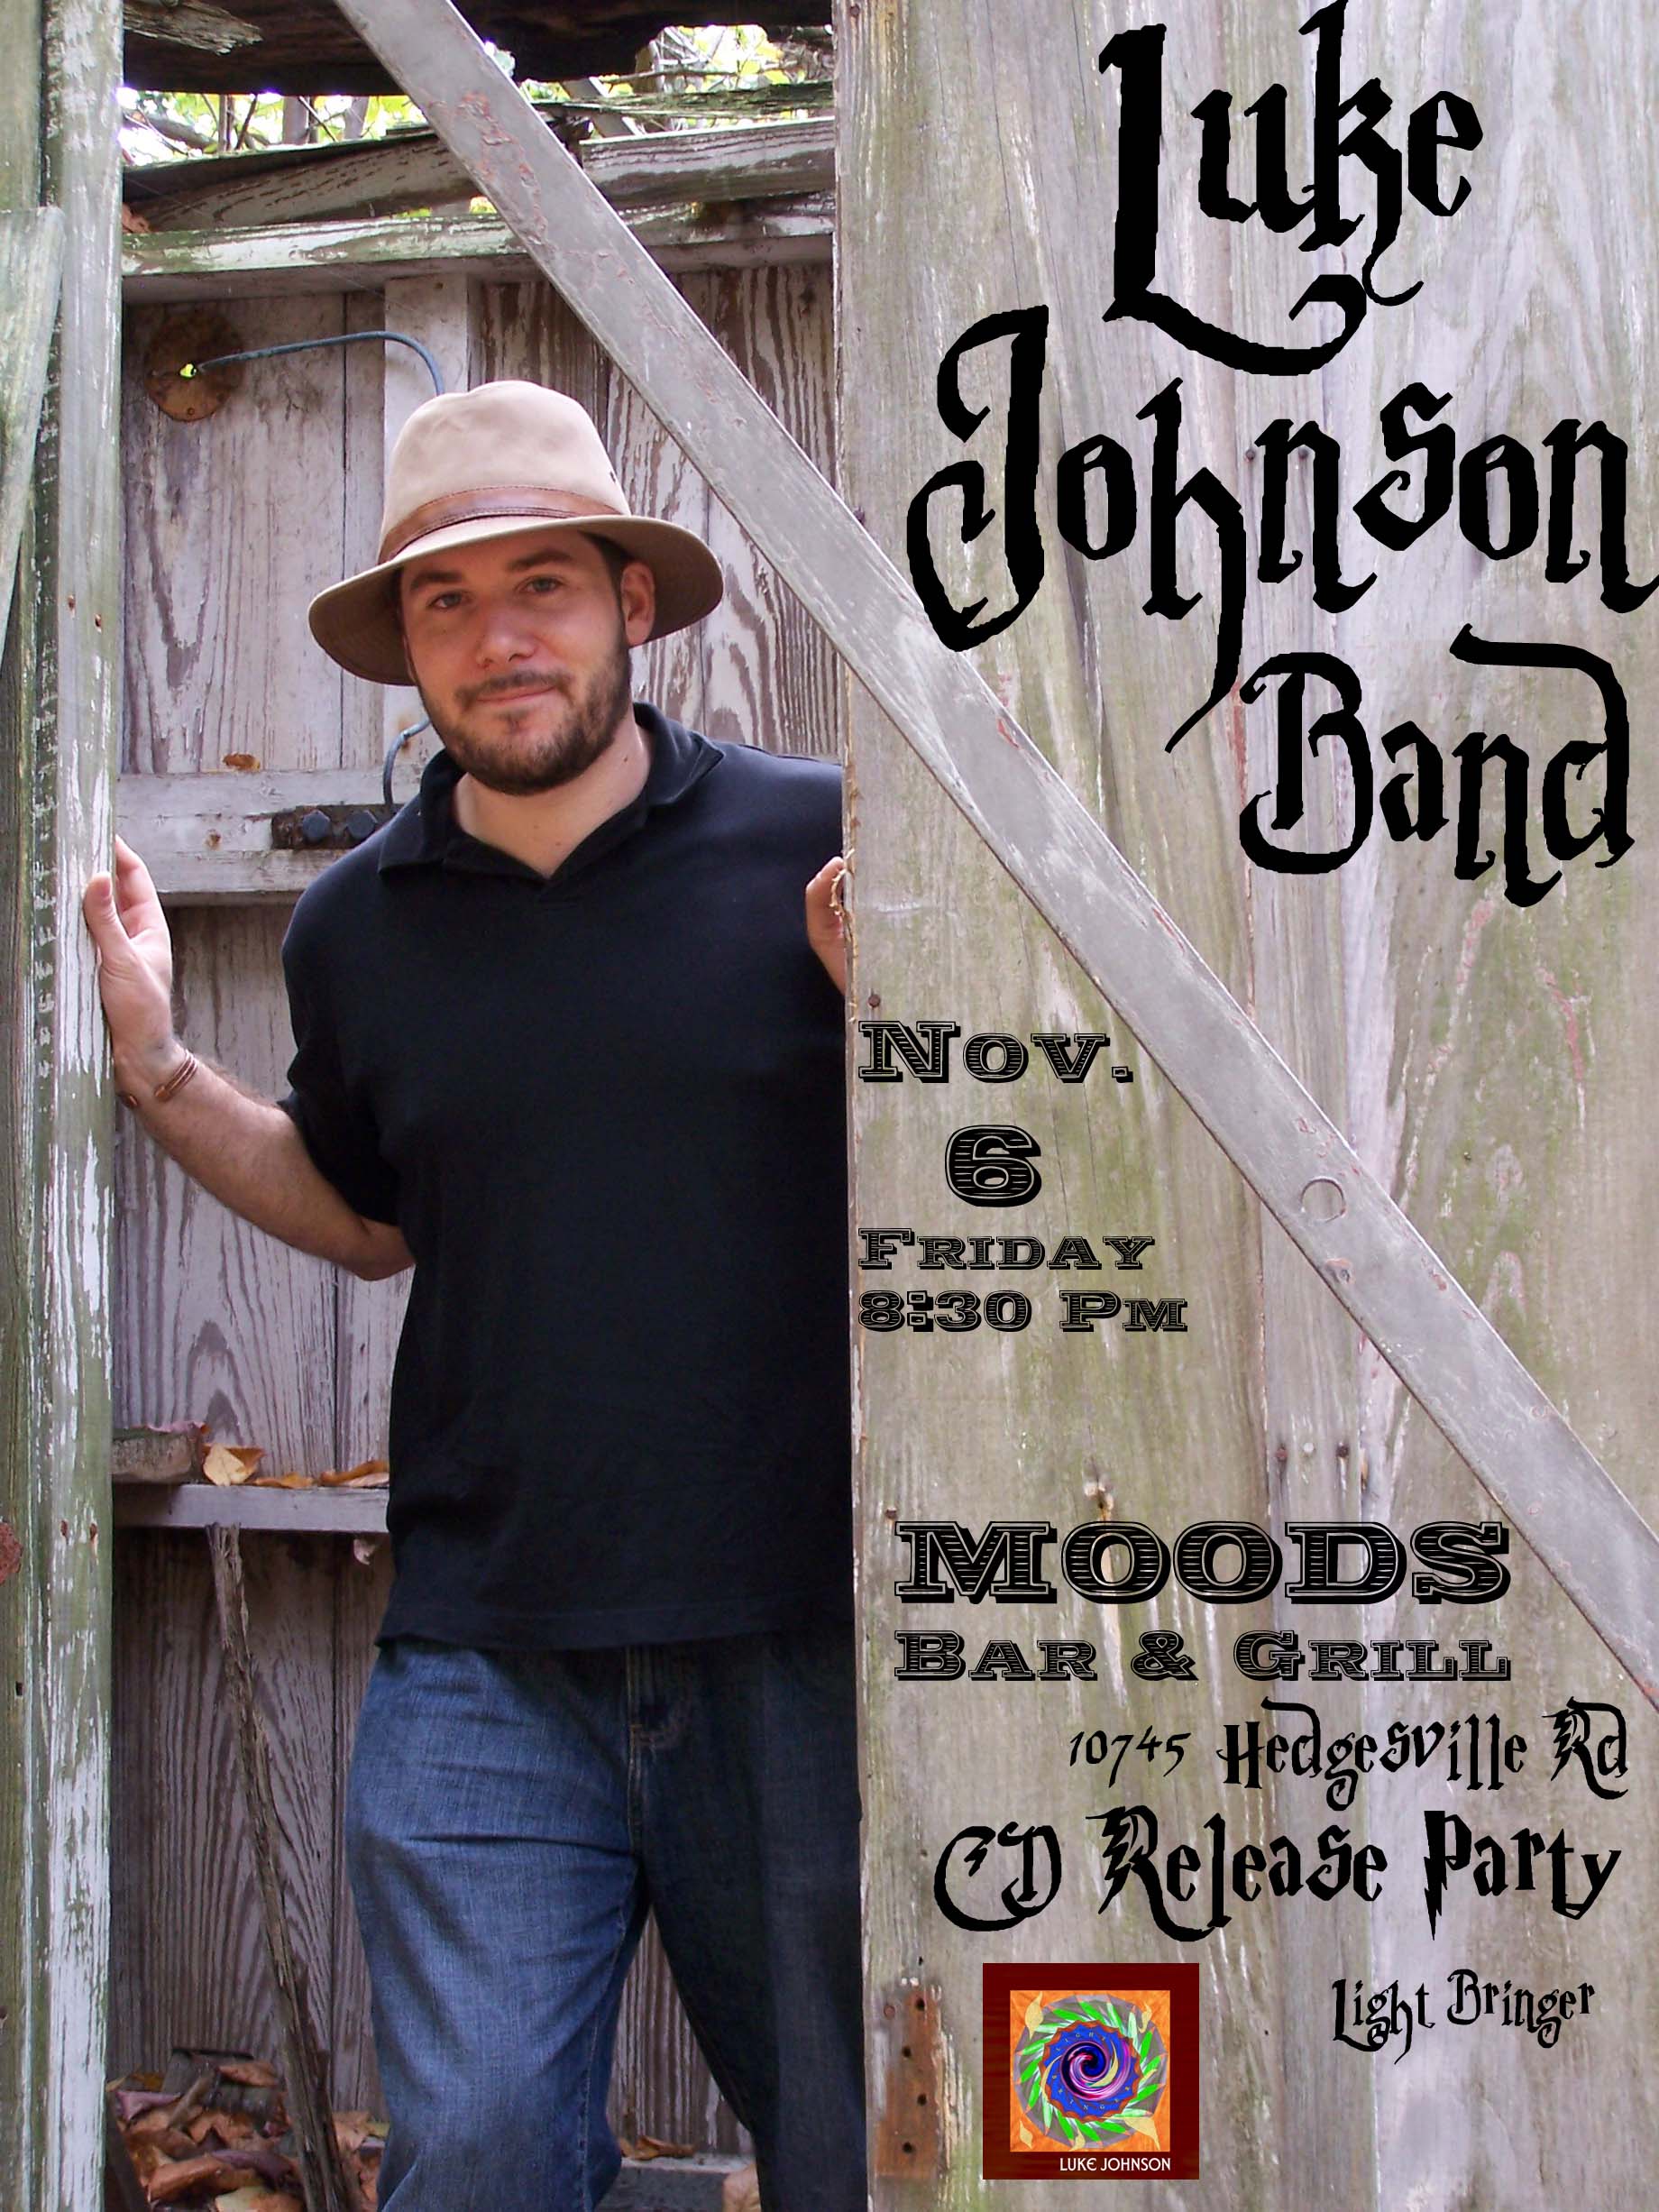 Luke
Johnson
Band
Nov.
6
Friday
8:30 Pm
MOODS
Bar & Grill
10745 Hedgesville Rd
CD Release Party
Light Bringer
LUKE JOHNSON